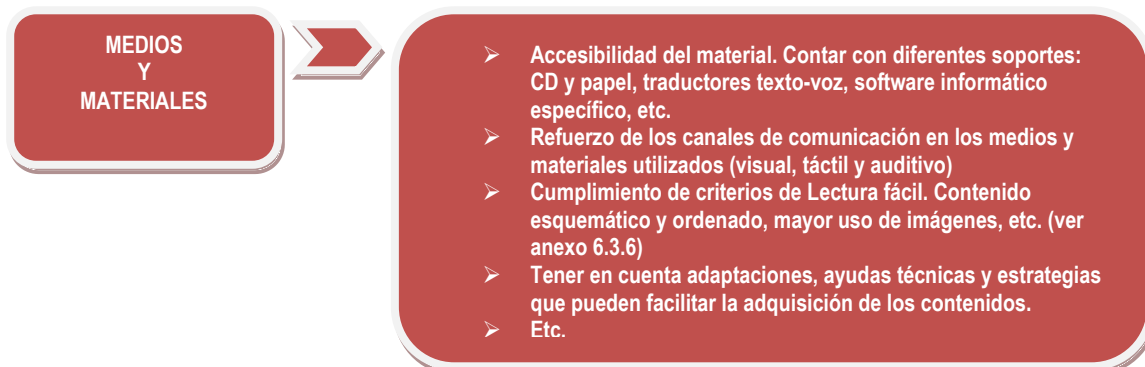 MEDIOS
Y
MATERIALES
➢ Accesibilidad del material. Contar con diferentes soportes:
CD y papel, traductores texto-voz, software informático
específico, etc.
➢ Refuerzo de los canales de comunicación en los medios y
materiales utilizados (visual, táctil y auditivo)
➢ Cumplimiento de criterios de Lectura fácil. Contenido
esquemático y ordenado, mayor uso de imágenes, etc. (ver
anexo 6.3.6)
➢ Tener en cuenta adaptaciones, ayudas técnicas y estrategias
que pueden facilitar la adquisición de los contenidos.
➢ Etc.